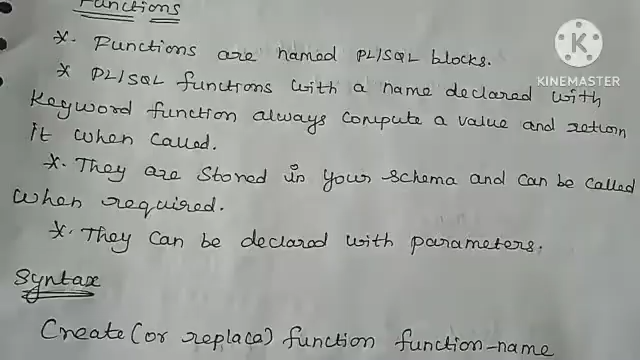 Functions
*. Functions are named PL/SQL blocks.
* PL/SQL functions with a name declared with
keyword function always compute a value and return
it when called.
*. They are stored in your schema and can be called
when required.
*. They can be declared with parameters.
Syntax
Create (or replaca) function function-name
KINEMASTER